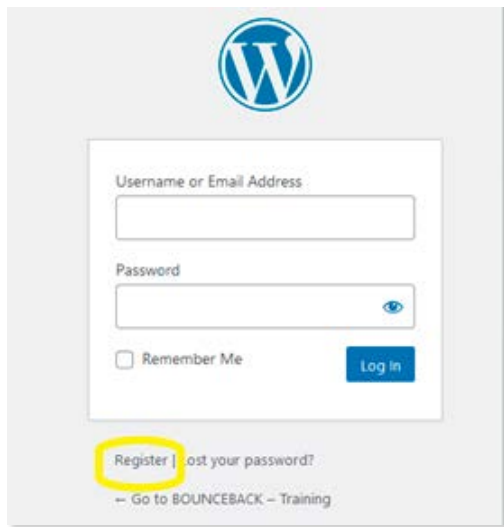 Username or Email Address
Password
Remember Me
Log In
Register | Lost your password?
← Go to BOUNCEBACK – Training